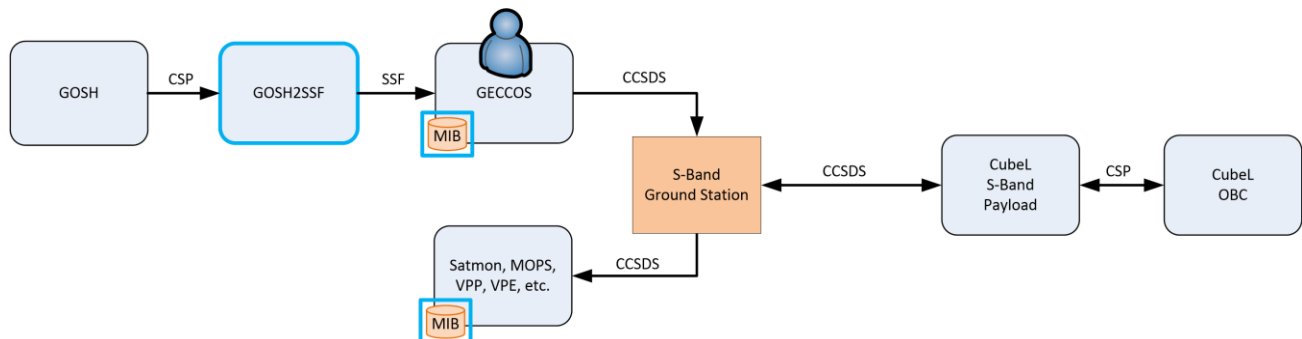 GOSH
CSP
GOSH2SSF
SSF
GECCOS
MIB
CCSDS
S-Band
Ground Station
CCSDS
CubeL
S-Band
Payload
CSP
CubeL
OBC
CCSDS
Satmon, MOPS,
VPP, VPE, etc.
MIB